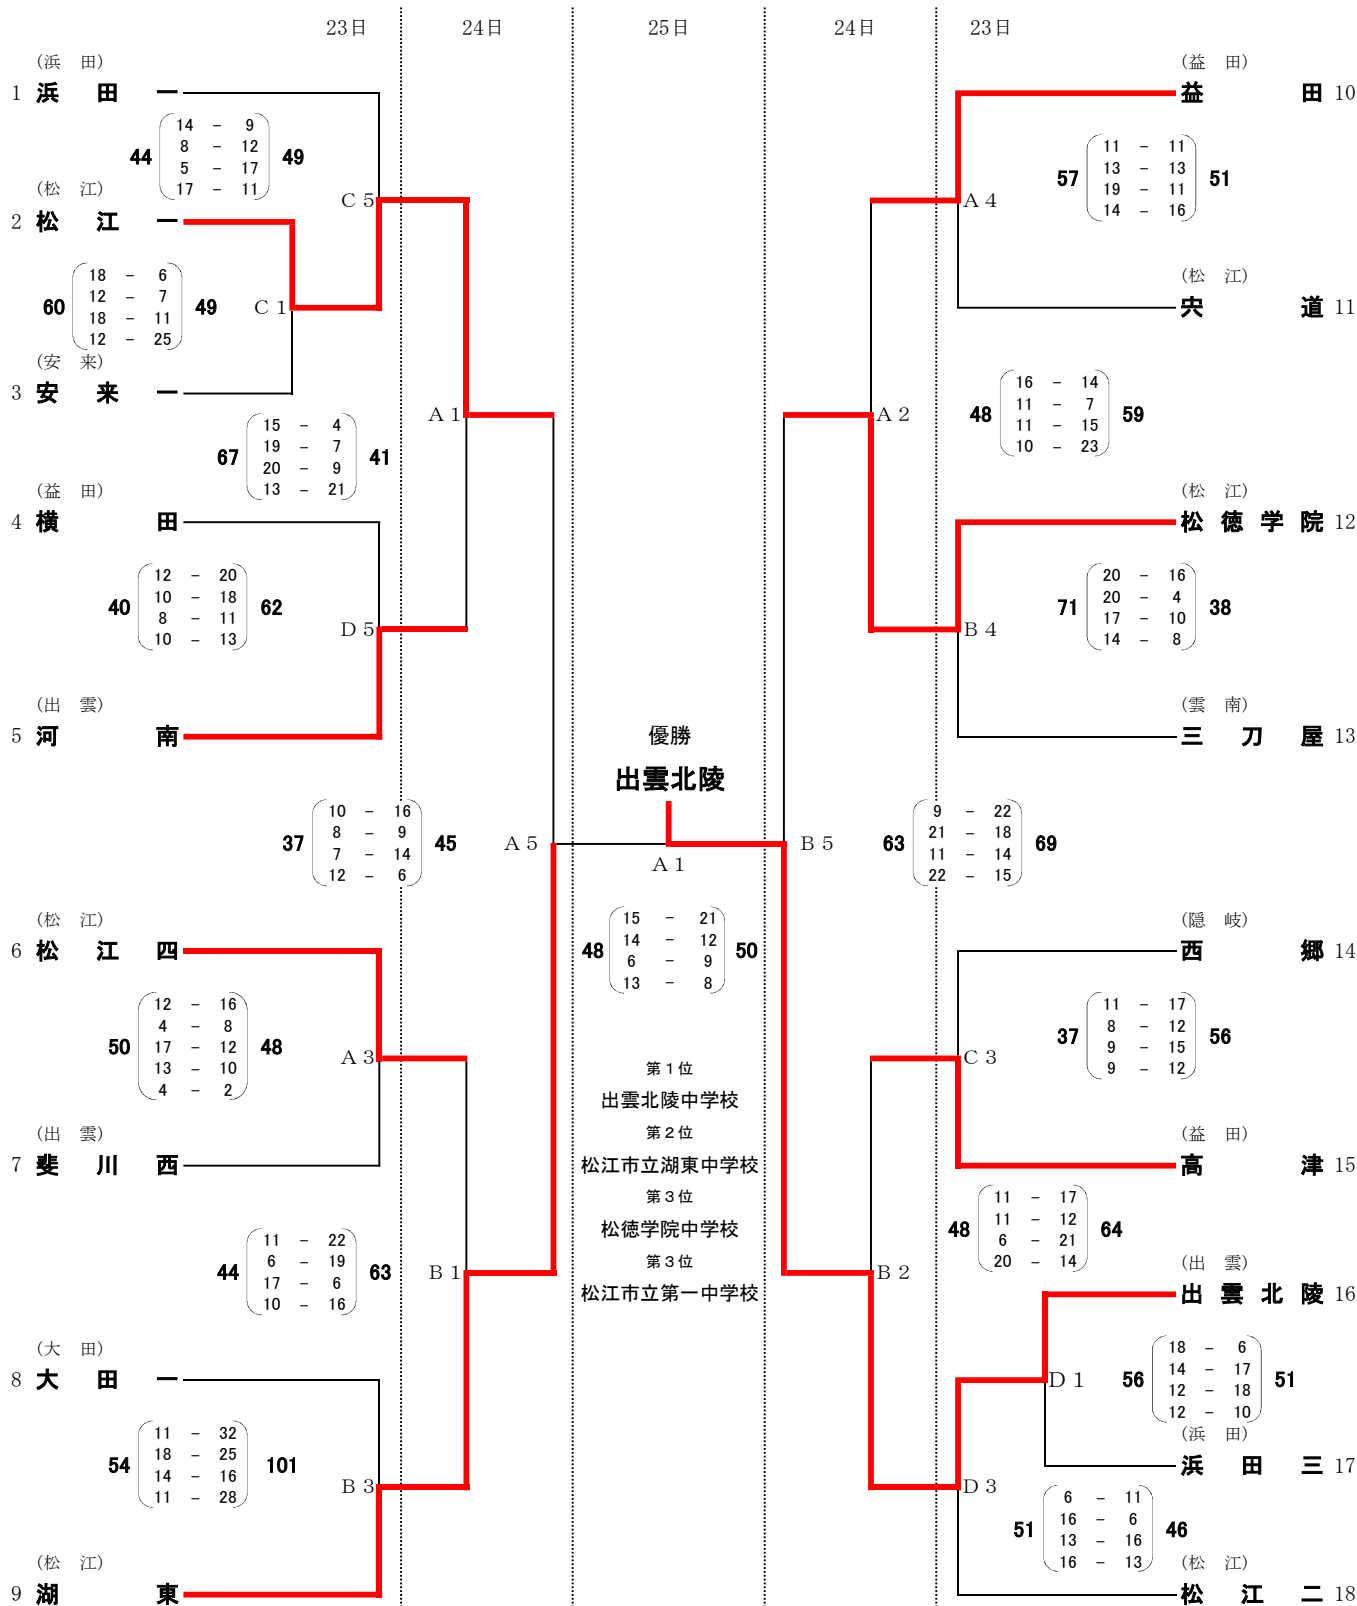 23日 24日 25日 24日 23日
(浜 田)
1 浜 田 一
14 - 9
8 - 12
5 - 17
17 - 11
44 49
C 5
(松 江)
2 松 江 一
18 - 6
12 - 7
18 - 11
12 - 25
60 49
C 1
(安 来)
3 安 来 一
15 - 4
19 - 7
20 - 9
13 - 21
67 41
A 1
(益 田)
4 横 田
12 - 20
10 - 18
8 - 11
10 - 13
40 62
D 5
(出 雲)
5 河 南
10 - 16
8 - 9
7 - 14
12 - 6
37 45
A 5
(松 江)
6 松 江 四
12 - 16
4 - 8
17 - 12
13 - 10
4 - 2
50 48
A 3
(出 雲)
7 斐 川 西
11 - 22
6 - 19
17 - 6
10 - 16
44 63
B 1
(大 田)
8 大 田 一
11 - 32
18 - 25
14 - 16
11 - 28
54 101
B 3
(松 江)
9 湖 東
優勝
出雲北陵
A 1
15 - 21
14 - 12
6 - 9
13 - 8
48 50
第1位
出雲北陵中学校
第2位
松江市立湖東中学校
第3位
松徳学院中学校
第3位
松江市立第一中学校
(益 田)
益 田 10
11 - 11
13 - 13
19 - 11
14 - 16
57 51
A 4
(松 江)
宍 道 11
16 - 14
11 - 7
11 - 15
10 - 23
48 59
A 2
(松 江)
松 徳 学 院 12
20 - 16
20 - 4
17 - 10
14 - 8
71 38
B 4
(雲 南)
三 刀 屋 13
9 - 22
21 - 18
11 - 14
22 - 15
63 69
B 5
(隠 岐)
西 郷 14
11 - 17
8 - 12
9 - 15
9 - 12
37 56
C 3
(益 田)
高 津 15
11 - 17
11 - 12
6 - 21
20 - 14
48 64
B 2
(出 雲)
出 雲 北 陵 16
18 - 6
14 - 17
12 - 18
12 - 10
56 51
D 1
(浜 田)
浜 田 三 17
6 - 11
16 - 6
13 - 16
16 - 13
51 46
D 3
(松 江)
松 江 二 18